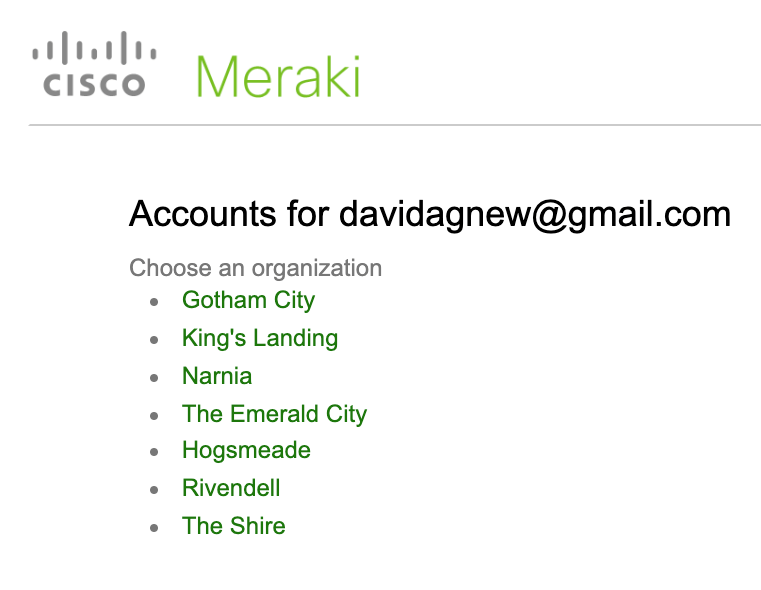 CISCO Meraki
Accounts for davidagnew@gmail.com
Choose an organization
Gotham City
King's Landing
Narnia
The Emerald City
Hogsmeade
Rivendell
The Shire